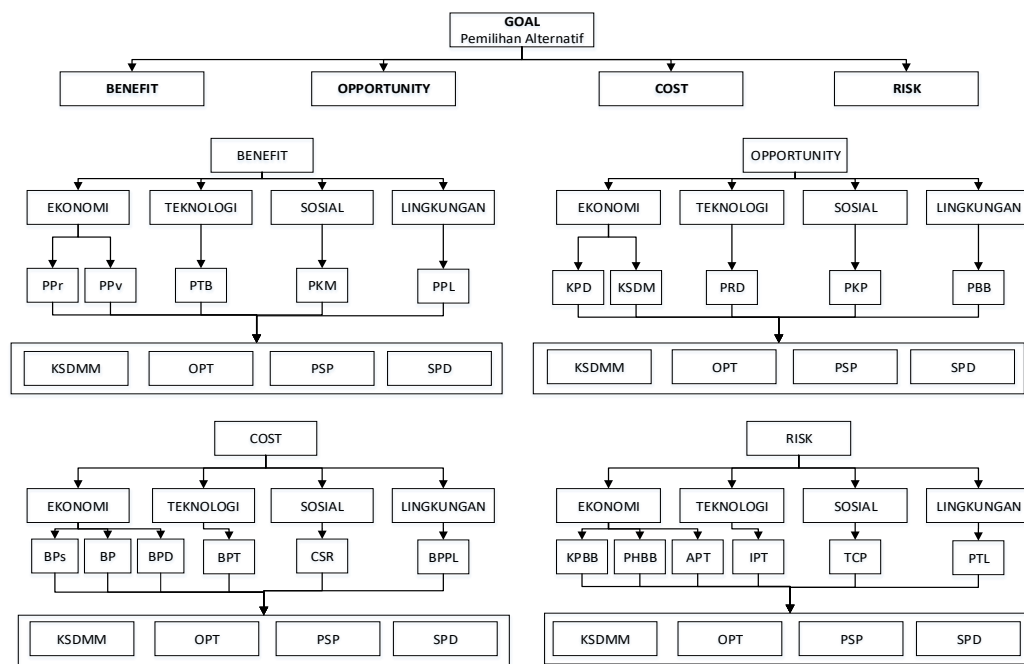 GOAL
Pemilihan Alternatif
BENEFIT
OPPORTUNITY
COST
RISK
BENEFIT
EKONOMI
TEKNOLOGI
SOSIAL
LINGKUNGAN
PPr
PPv
PTB
PKM
PPL
KSDMM
OPT
PSP
SPD
OPPORTUNITY
EKONOMI
TEKNOLOGI
SOSIAL
LINGKUNGAN
KPD
KSDM
PRD
PKP
PBB
KSDMM
OPT
PSP
SPD
COST
EKONOMI
TEKNOLOGI
SOSIAL
LINGKUNGAN
BPs
BP
BPD
BPT
CSR
BPPL
KSDMM
OPT
PSP
SPD
RISK
EKONOMI
TEKNOLOGI
SOSIAL
LINGKUNGAN
KPBB
PHBB
APT
IPT
TCP
PTL
KSDMM
OPT
PSP
SPD